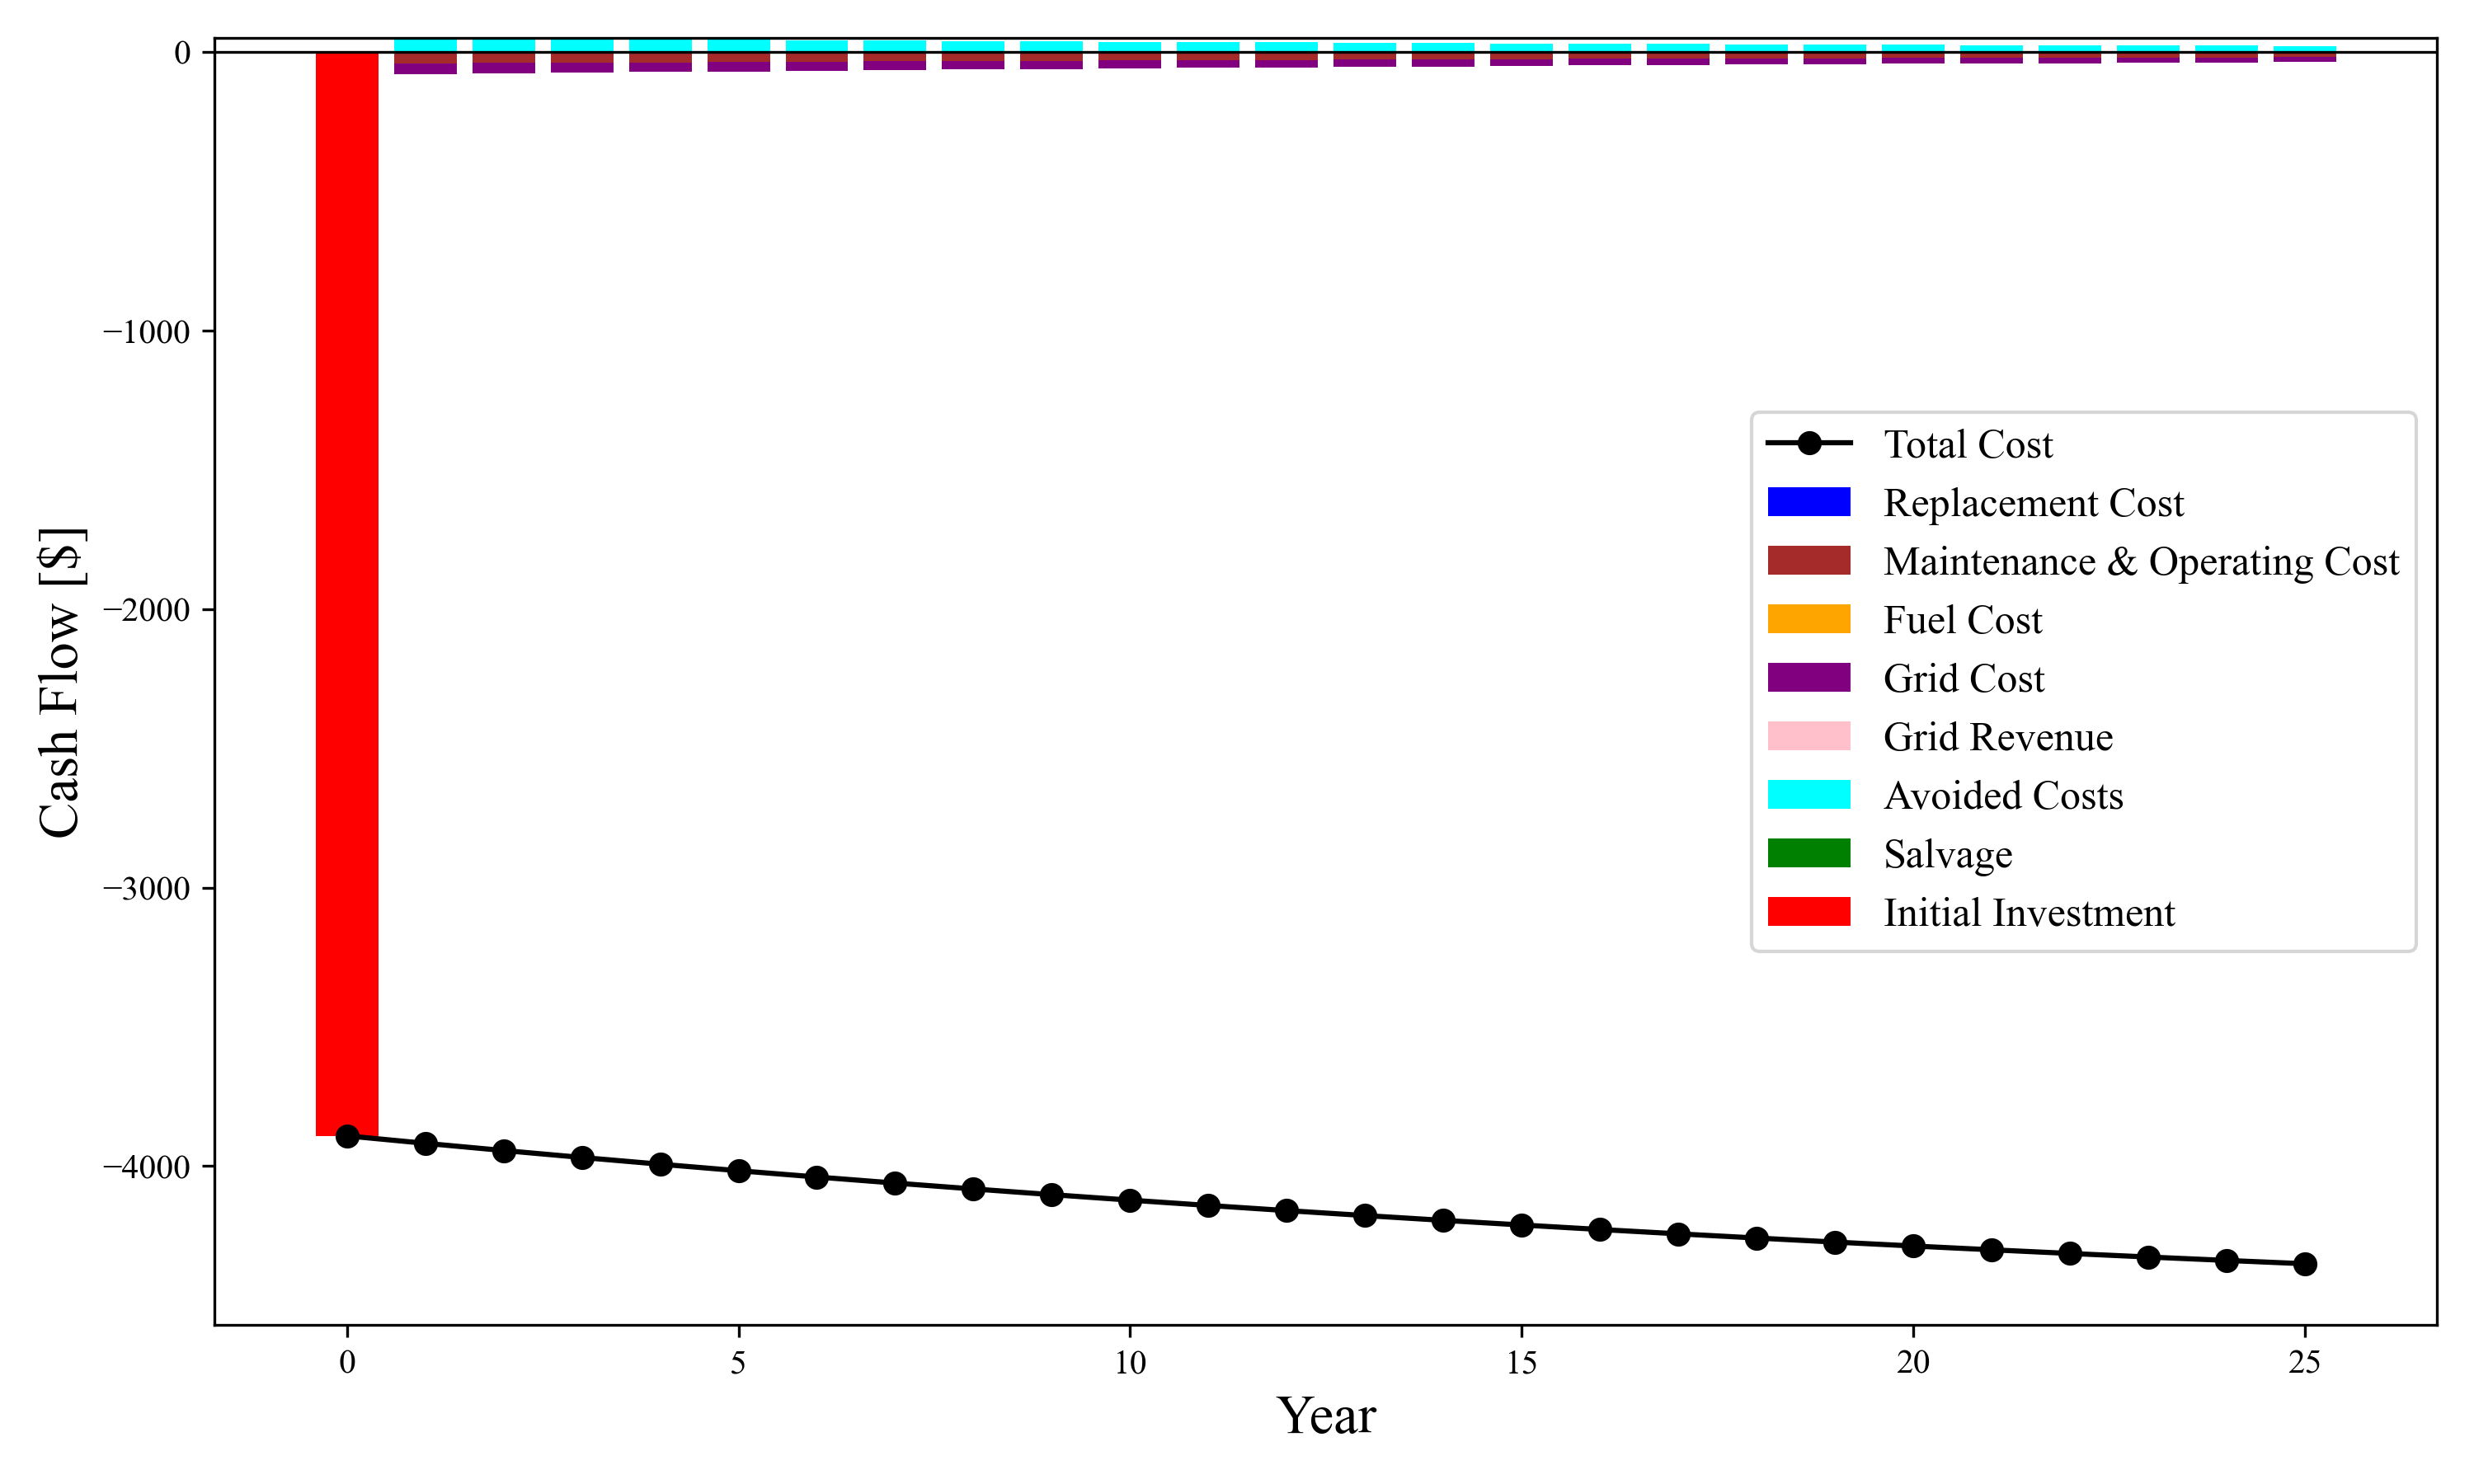 0
−1000
−2000
−3000
−4000
Cash Flow [$]
Total Cost
Replacement Cost
Maintenance & Operating Cost
Fuel Cost
Grid Cost
Grid Revenue
Avoided Costs
Salvage
Initial Investment
0 5 10 15 20 25
Year